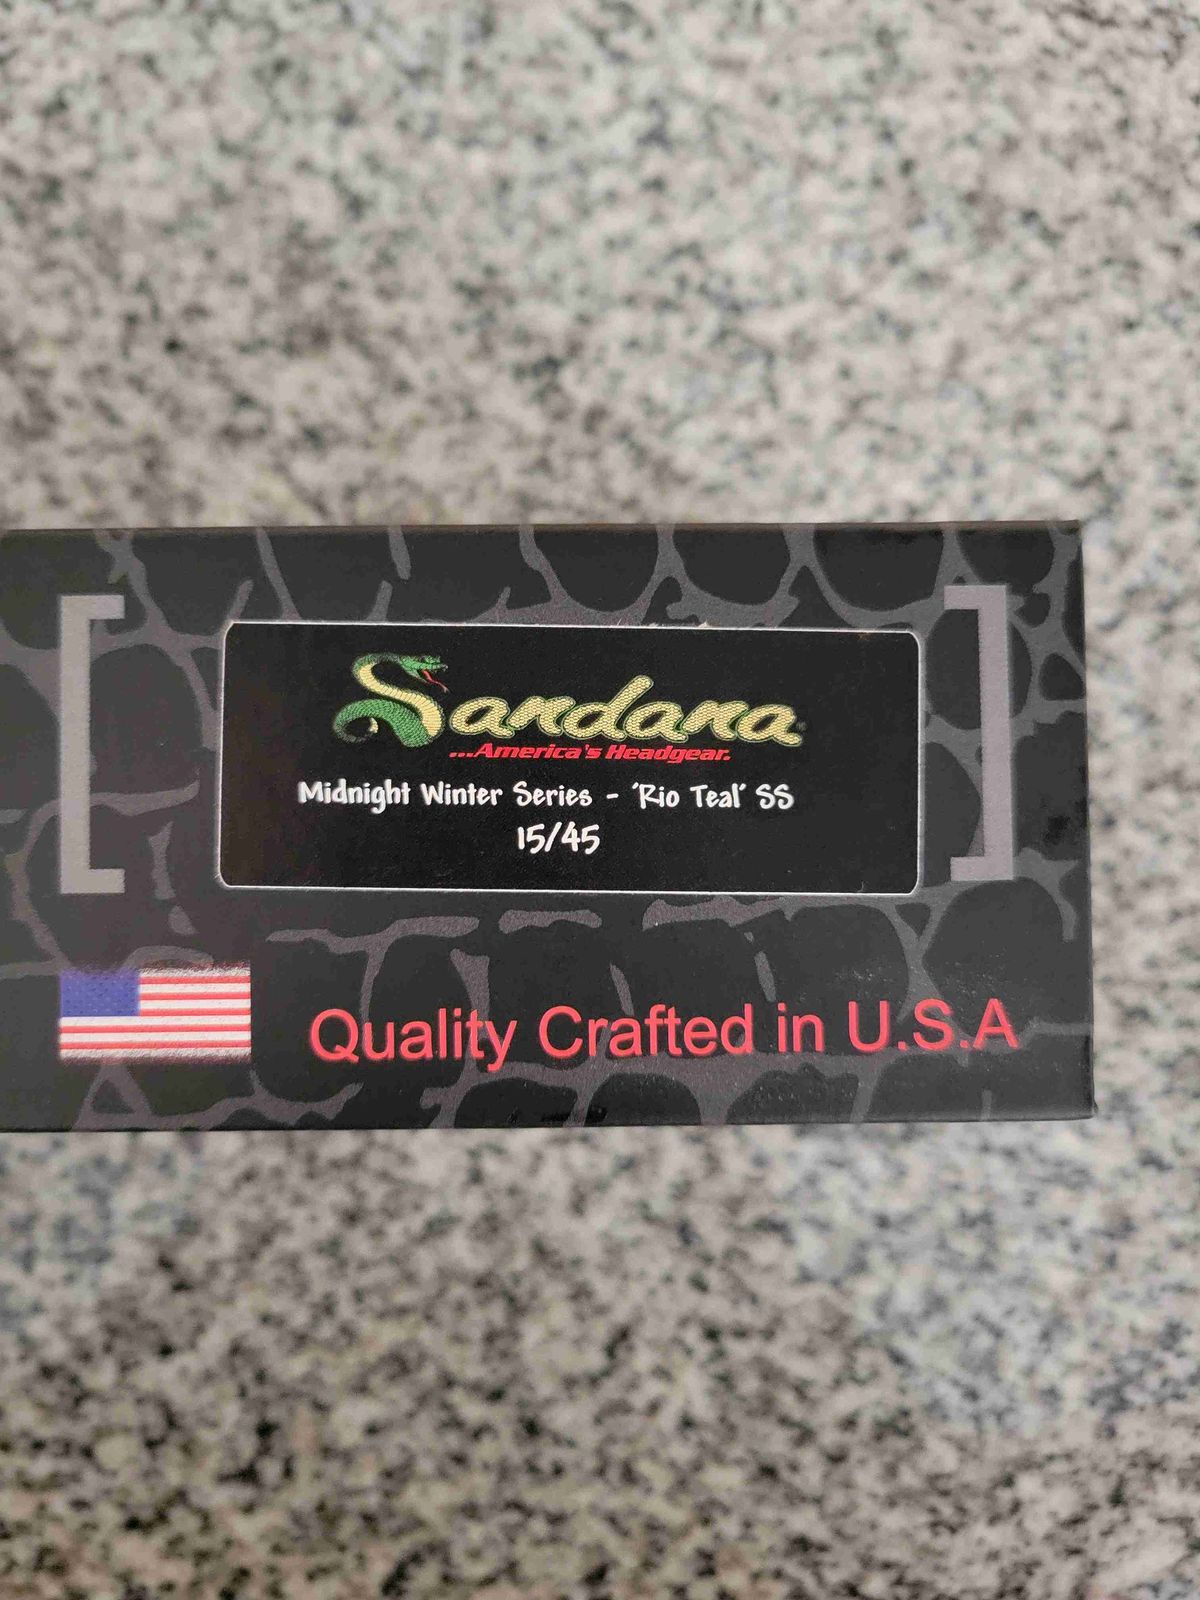 Sandana
...America's Headgear.
Midnight Winter Series - 'Rio Teal' SS
15/45
Quality Crafted in U.S.A